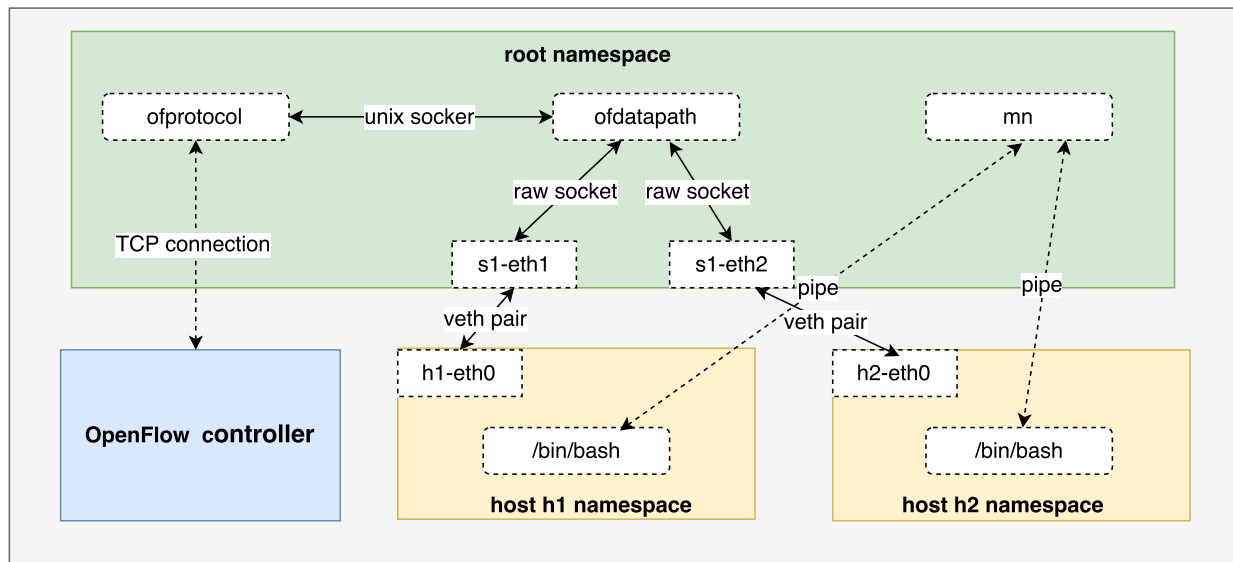 root namespace
ofprotocol
unix socker
ofdatapath
mn
raw socket
raw socket
TCP connection
s1-eth1
s1-eth2
pipe
pipe
veth pair
veth pair
h1-eth0
h2-eth0
OpenFlow controller
/bin/bash
/bin/bash
host h1 namespace
host h2 namespace